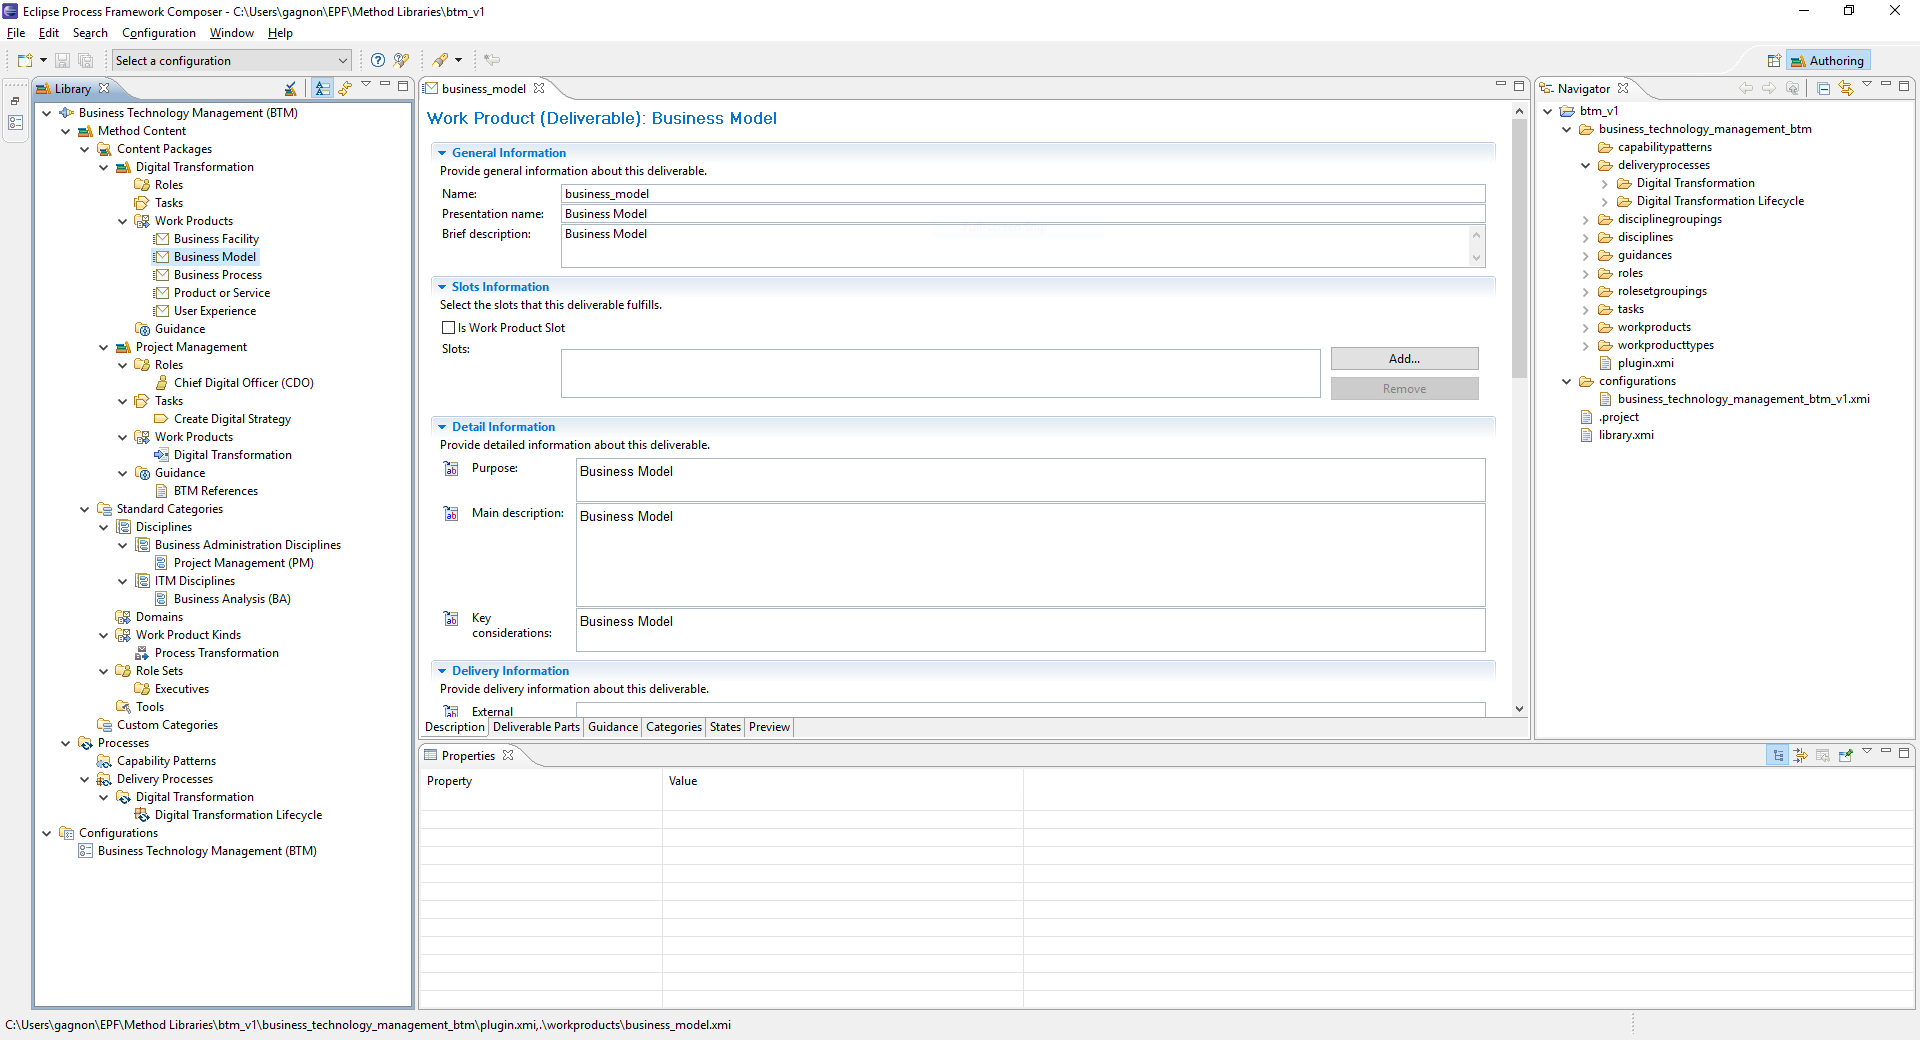 Eclipse Process Framework Composer - C:\Users\gagnon\EPF\Method Libraries\btm_v1
File Edit Search Configuration Window Help
Select a configuration
Authoring
Library
Business Technology Management (BTM)
Method Content
Content Packages
Digital Transformation
Roles
Tasks
Work Products
Business Facility
Business Model
Business Process
Product or Service
User Experience
Guidance
Project Management
Roles
Chief Digital Officer (CDO)
Tasks
Create Digital Strategy
Work Products
Digital Transformation
Guidance
BTM References
Standard Categories
Disciplines
Business Administration Disciplines
Project Management (PM)
ITM Disciplines
Business Analysis (BA)
Domains
Work Product Kinds
Process Transformation
Role Sets
Executives
Tools
Custom Categories
Processes
Capability Patterns
Delivery Processes
Digital Transformation
Digital Transformation Lifecycle
Configurations
Business Technology Management (BTM)
business_model
Work Product (Deliverable): Business Model
General Information
Provide general information about this deliverable.
Name: business_model
Presentation name: Business Model
Brief description: Business Model
Slots Information
Select the slots that this deliverable fulfills.
Is Work Product Slot
Slots:
Add...
Remove
Detail Information
Provide detailed information about this deliverable.
Purpose: Business Model
Main description: Business Model
Key considerations: Business Model
Delivery Information
Provide delivery information about this deliverable.
External
Description Deliverable Parts Guidance Categories States Preview
Properties
Property Value
Navigator
btm_v1
business_technology_management_btm
capabilitypatterns
deliveryprocesses
Digital Transformation
Digital Transformation Lifecycle
disciplinegroupings
disciplines
guidances
roles
rolesetgroupings
tasks
workproducts
workproducttypes
plugin.xmi
configurations
business_technology_management_btm_v1.xmi
.project
library.xmi
C:\Users\gagnon\EPF\Method Libraries\btm_v1\business_technology_management_btm\plugin.xmi,.\workproducts\business_model.xmi